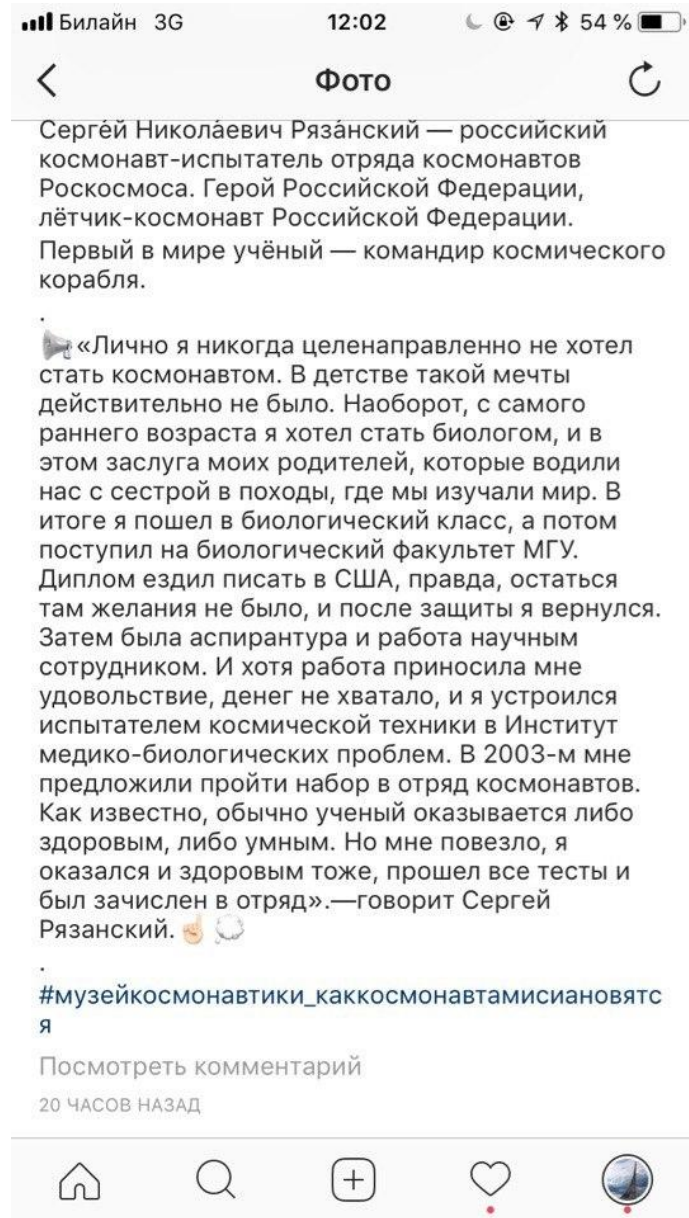 Билайн 3G 12:02 54 %
Фото
Серге́й Никола́евич Ряза́нский — российский
космонавт-испытатель отряда космонавтов
Роскосмоса. Герой Российской Федерации,
лётчик-космонавт Российской Федерации.
Первый в мире учёный — командир космического
корабля.
.
«Лично я никогда целенаправленно не хотел
стать космонавтом. В детстве такой мечты
действительно не было. Наоборот, с самого
раннего возраста я хотел стать биологом, и в
этом заслуга моих родителей, которые водили
нас с сестрой в походы, где мы изучали мир. В
итоге я пошел в биологический класс, а потом
поступил на биологический факультет МГУ.
Диплом ездил писать в США, правда, остаться
там желания не было, и после защиты я вернулся.
Затем была аспирантура и работа научным
сотрудником. И хотя работа приносила мне
удовольствие, денег не хватало, и я устроился
испытателем космической техники в Институт
медико-биологических проблем. В 2003-м мне
предложили пройти набор в отряд космонавтов.
Как известно, обычно ученый оказывается либо
здоровым, либо умным. Но мне повезло, я
оказался и здоровым тоже, прошел все тесты и
был зачислен в отряд».—говорит Сергей
Рязанский. ☝🏻 💭
.
#музейкосмонавтики_каккосмонавтамисиановятс
я
Посмотреть комментарий
20 ЧАСОВ НАЗАД